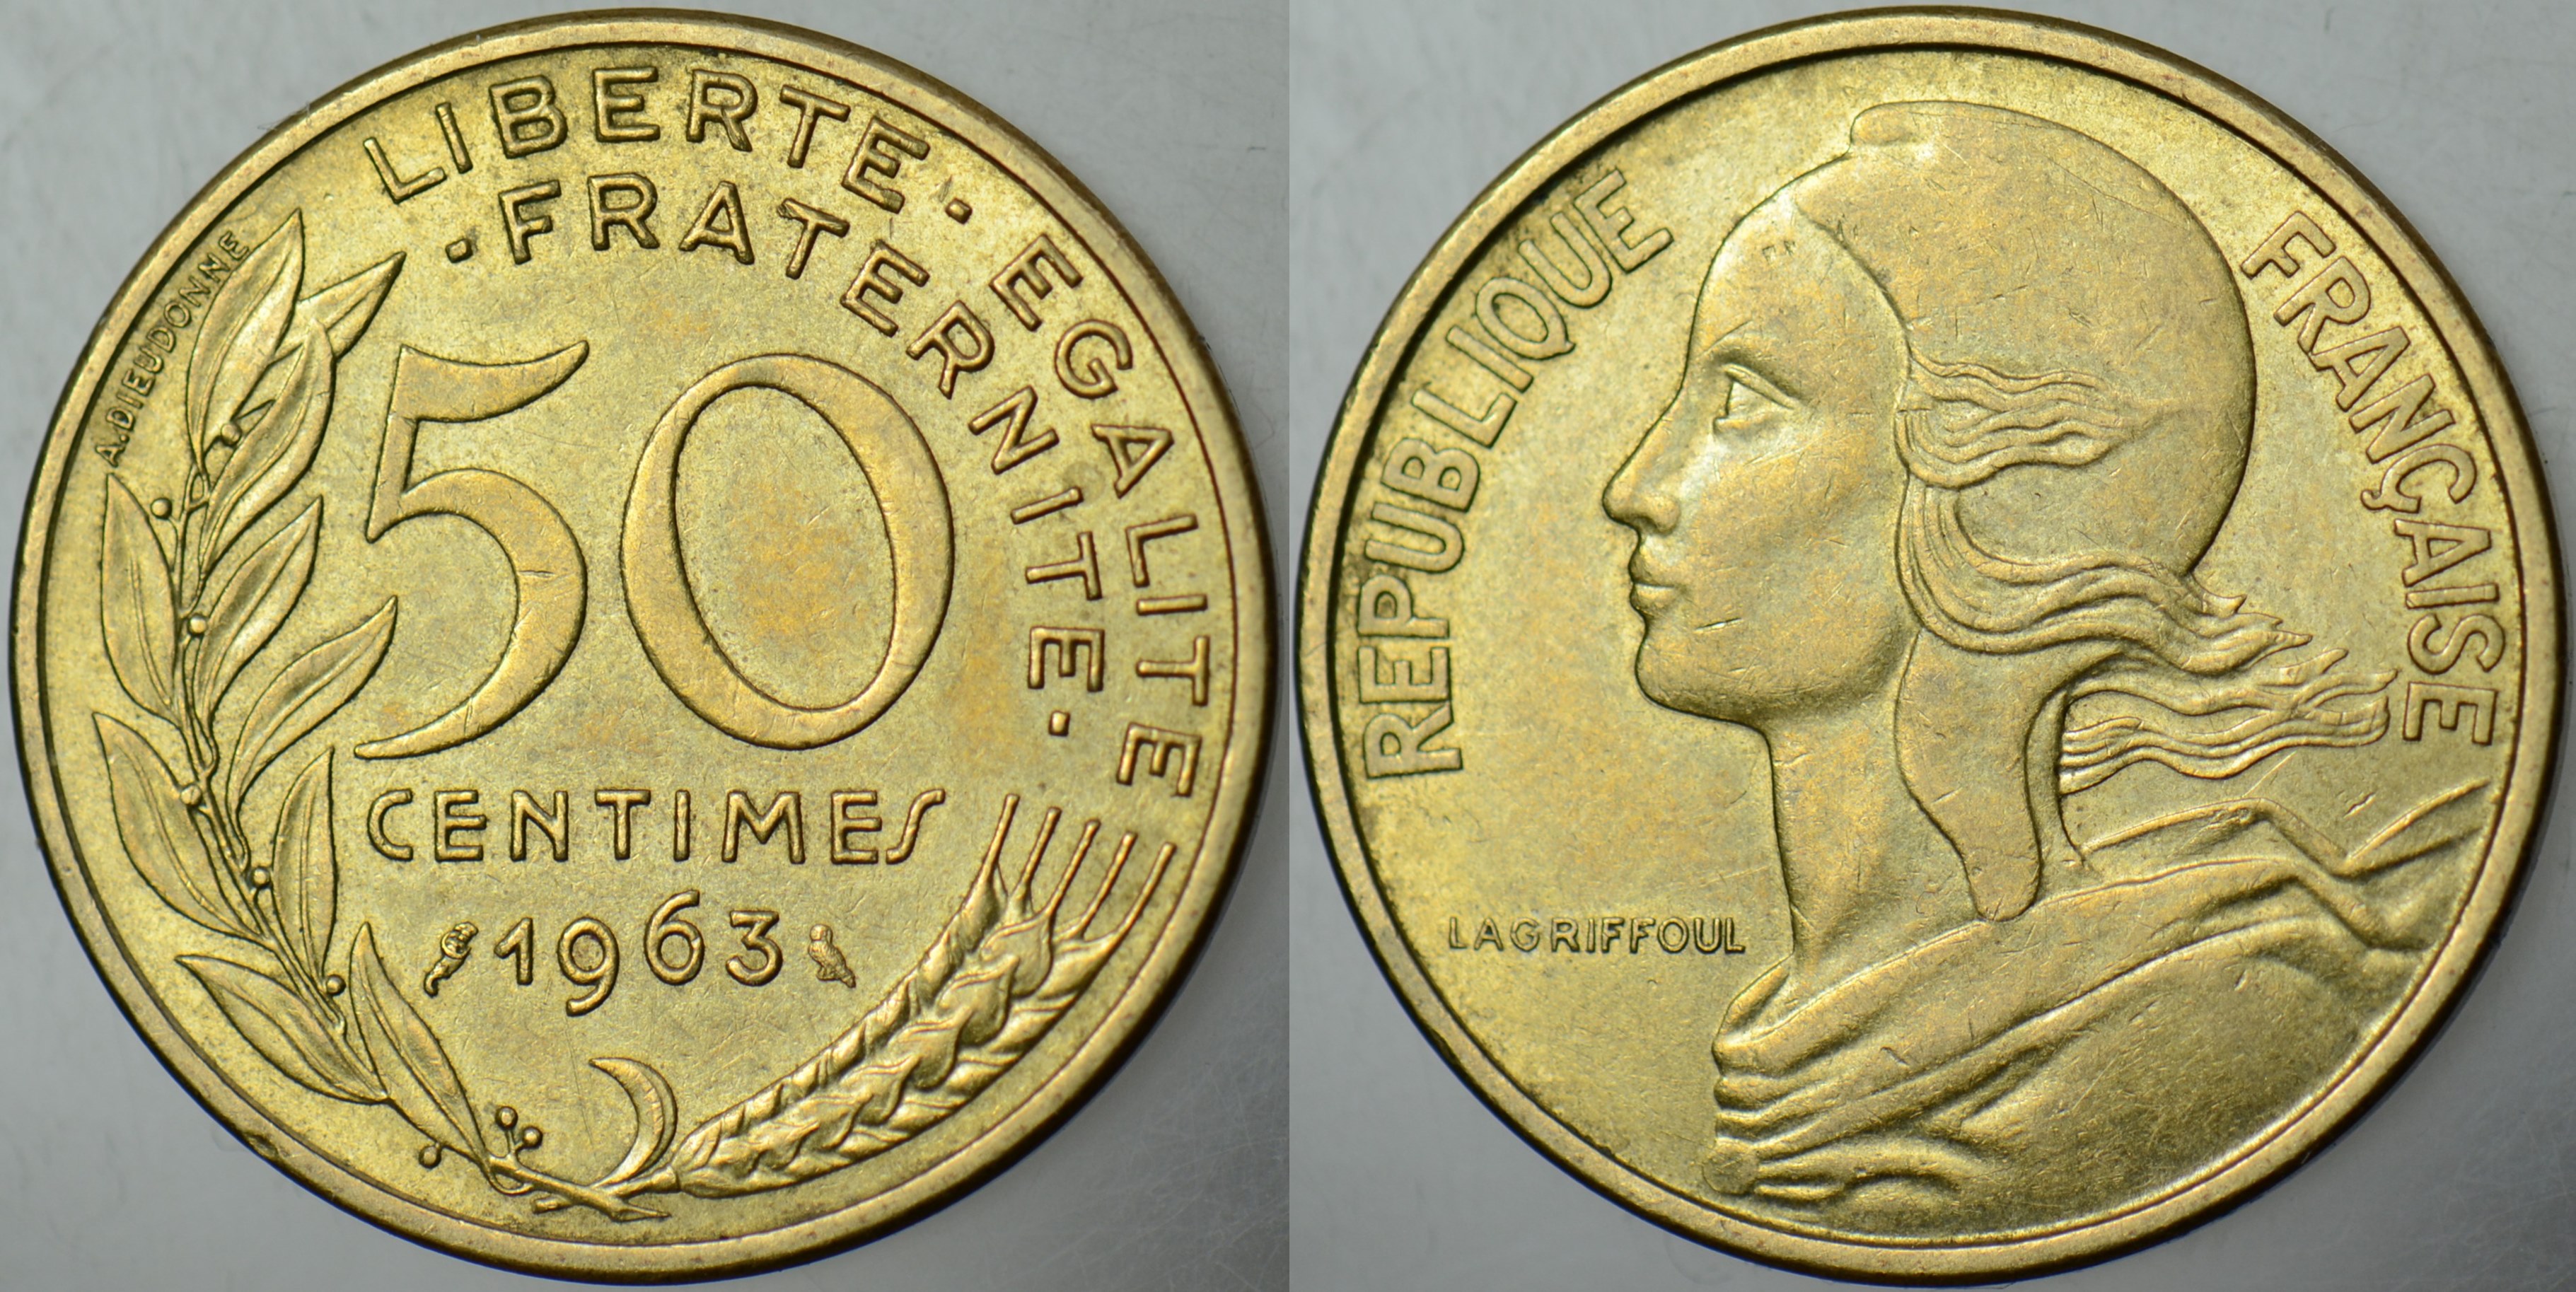 LIBERTE · EGALITE
· FRATERNITE ·
A.DIEUDONNE
50
CENTIMES
1963
REPUBLIQUE
FRANÇAISE
LAGRIFFOUL